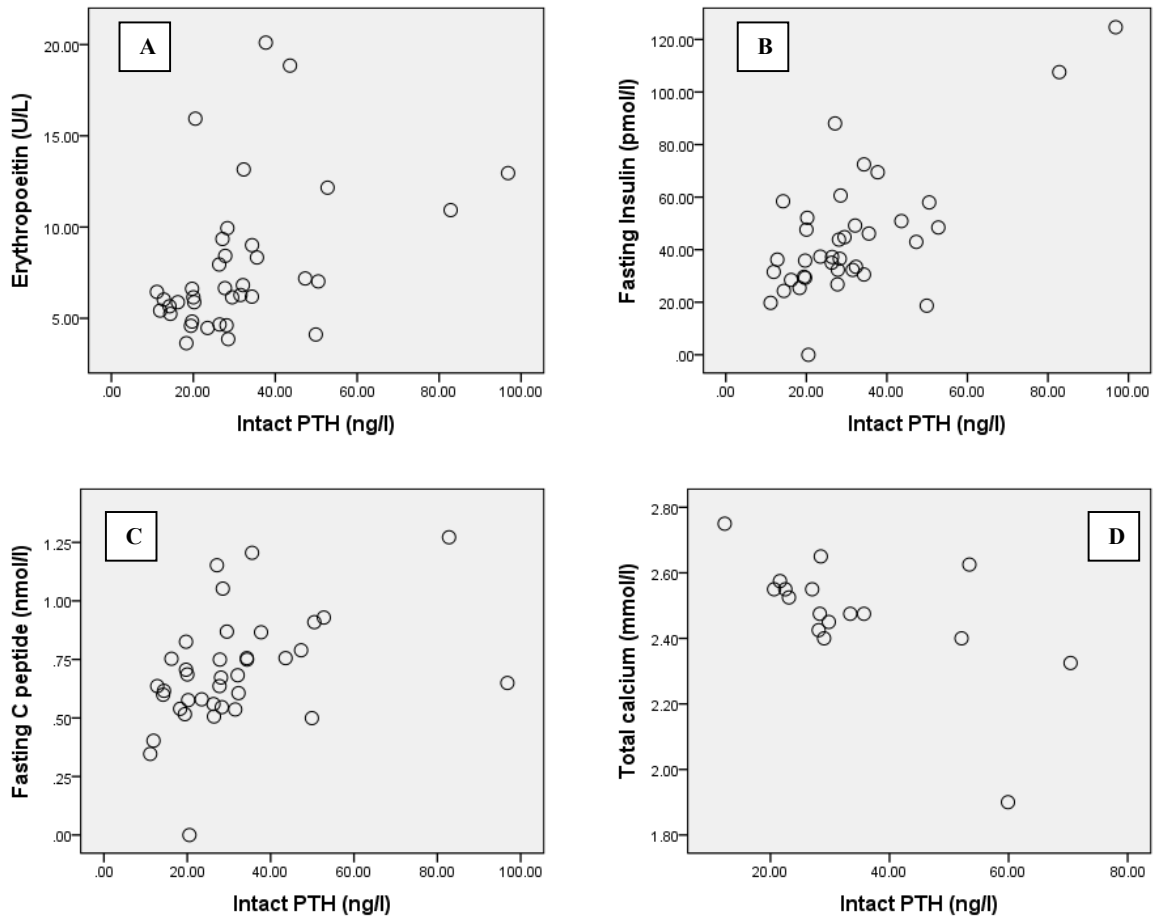 A
20.00
15.00
10.00
5.00
Erythropoeitin (U/L)
.00 20.00 40.00 60.00 80.00 100.00
Intact PTH (ng/l)
B
120.00
100.00
80.00
60.00
40.00
20.00
.00
Fasting Insulin (pmol/l)
.00 20.00 40.00 60.00 80.00 100.00
Intact PTH (ng/l)
C
1.25
1.00
.75
.50
.25
.00
Fasting C peptide (nmol/l)
.00 20.00 40.00 60.00 80.00 100.00
Intact PTH (ng/l)
D
2.80
2.60
2.40
2.20
2.00
1.80
Total calcium (mmol/l)
20.00 40.00 60.00 80.00
Intact PTH (ng/l)